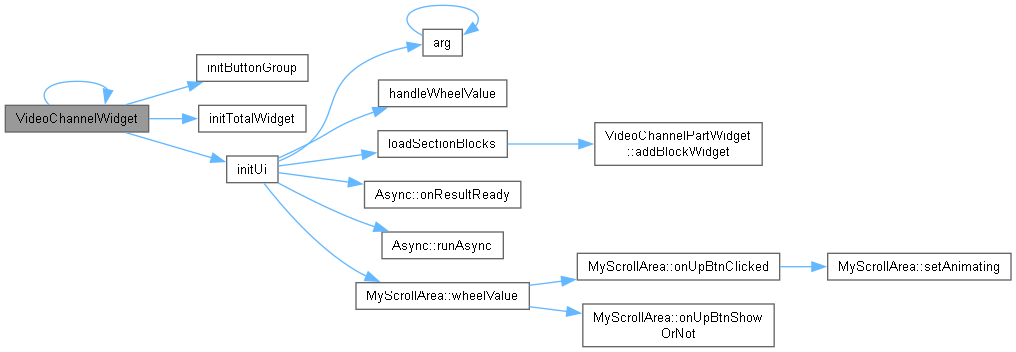 arg
initButtonGroup
handleWheelValue
VideoChannelWidget
initTotalWidget
loadSectionBlocks
VideoChannelPartWidget
::addBlockWidget
initUi
Async::onResultReady
Async::runAsync
MyScrollArea::onUpBtnClicked
MyScrollArea::setAnimating
MyScrollArea::wheelValue
MyScrollArea::onUpBtnShow
OrNot